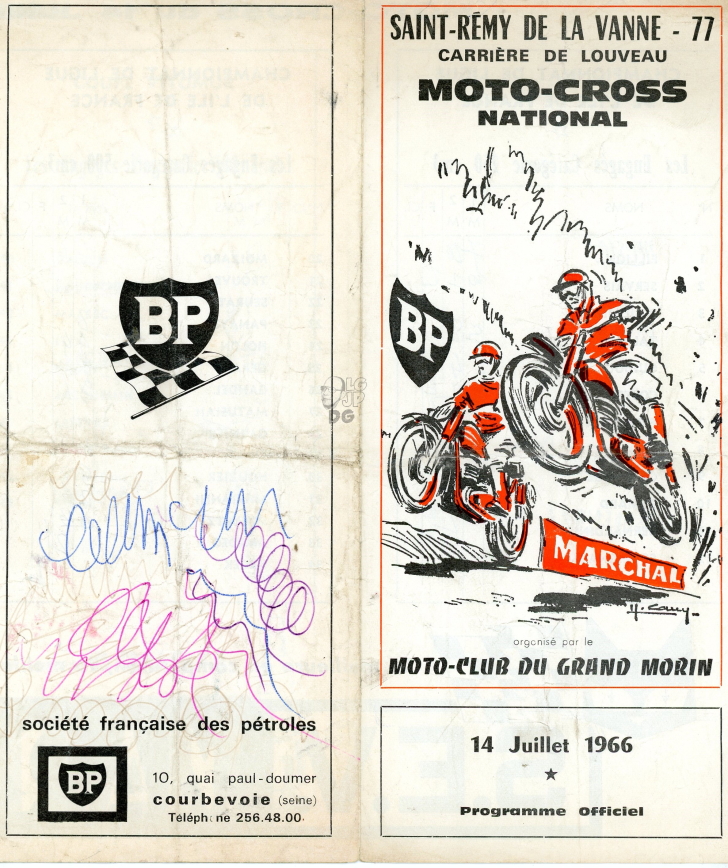 BP
société française des pétroles
BP
10, quai paul-doumer
courbevoie (seine)
Téléph ne 256.48.00
SAINT-RÉMY DE LA VANNE - 77
CARRIÈRE DE LOUVEAU
MOTO-CROSS
NATIONAL
BP
MARCHAL
organisé par le
MOTO-CLUB DU GRAND MORIN
14 Juillet 1966
Programme Officiel